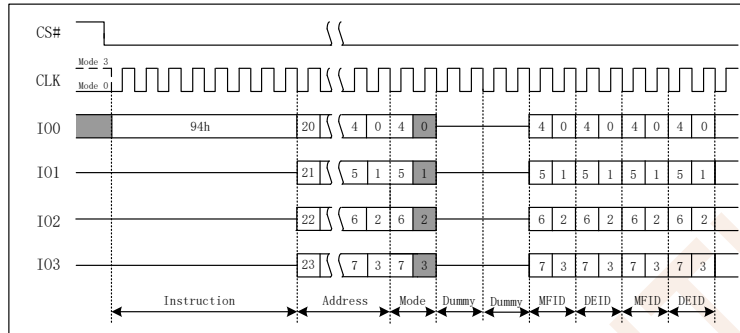 CS#
Mode 3
CLK
Mode 0
IO0 94h 20 4 0 4 0 4 0 4 0 4 0 4 0
IO1 21 5 1 5 1 5 1 5 1 5 1 5 1
IO2 22 6 2 6 2 6 2 6 2 6 2 6 2
IO3 23 7 3 7 3 7 3 7 3 7 3 7 3
Instruction Address Mode Dummy Dummy MFID DEID MFID DEID